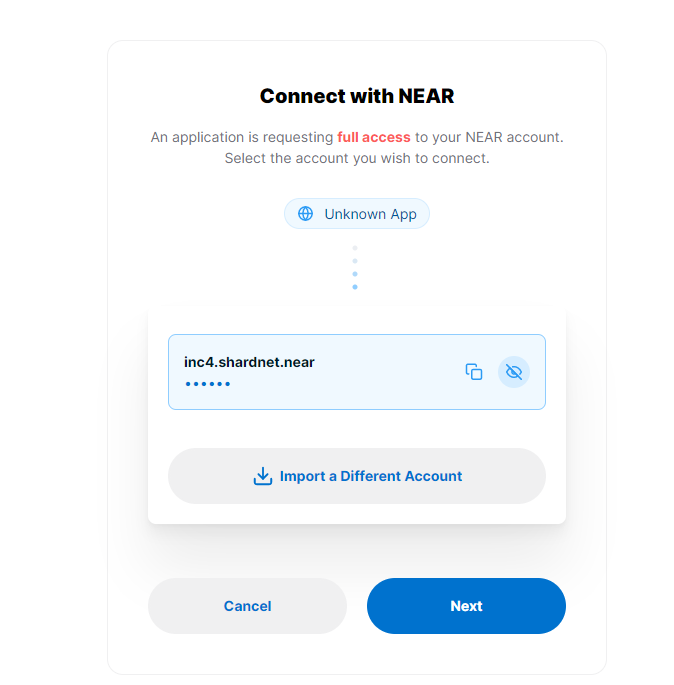 Connect with NEAR
An application is requesting full access to your NEAR account.
Select the account you wish to connect.
Unknown App
inc4.shardnet.near
••••••
Import a Different Account
Cancel
Next